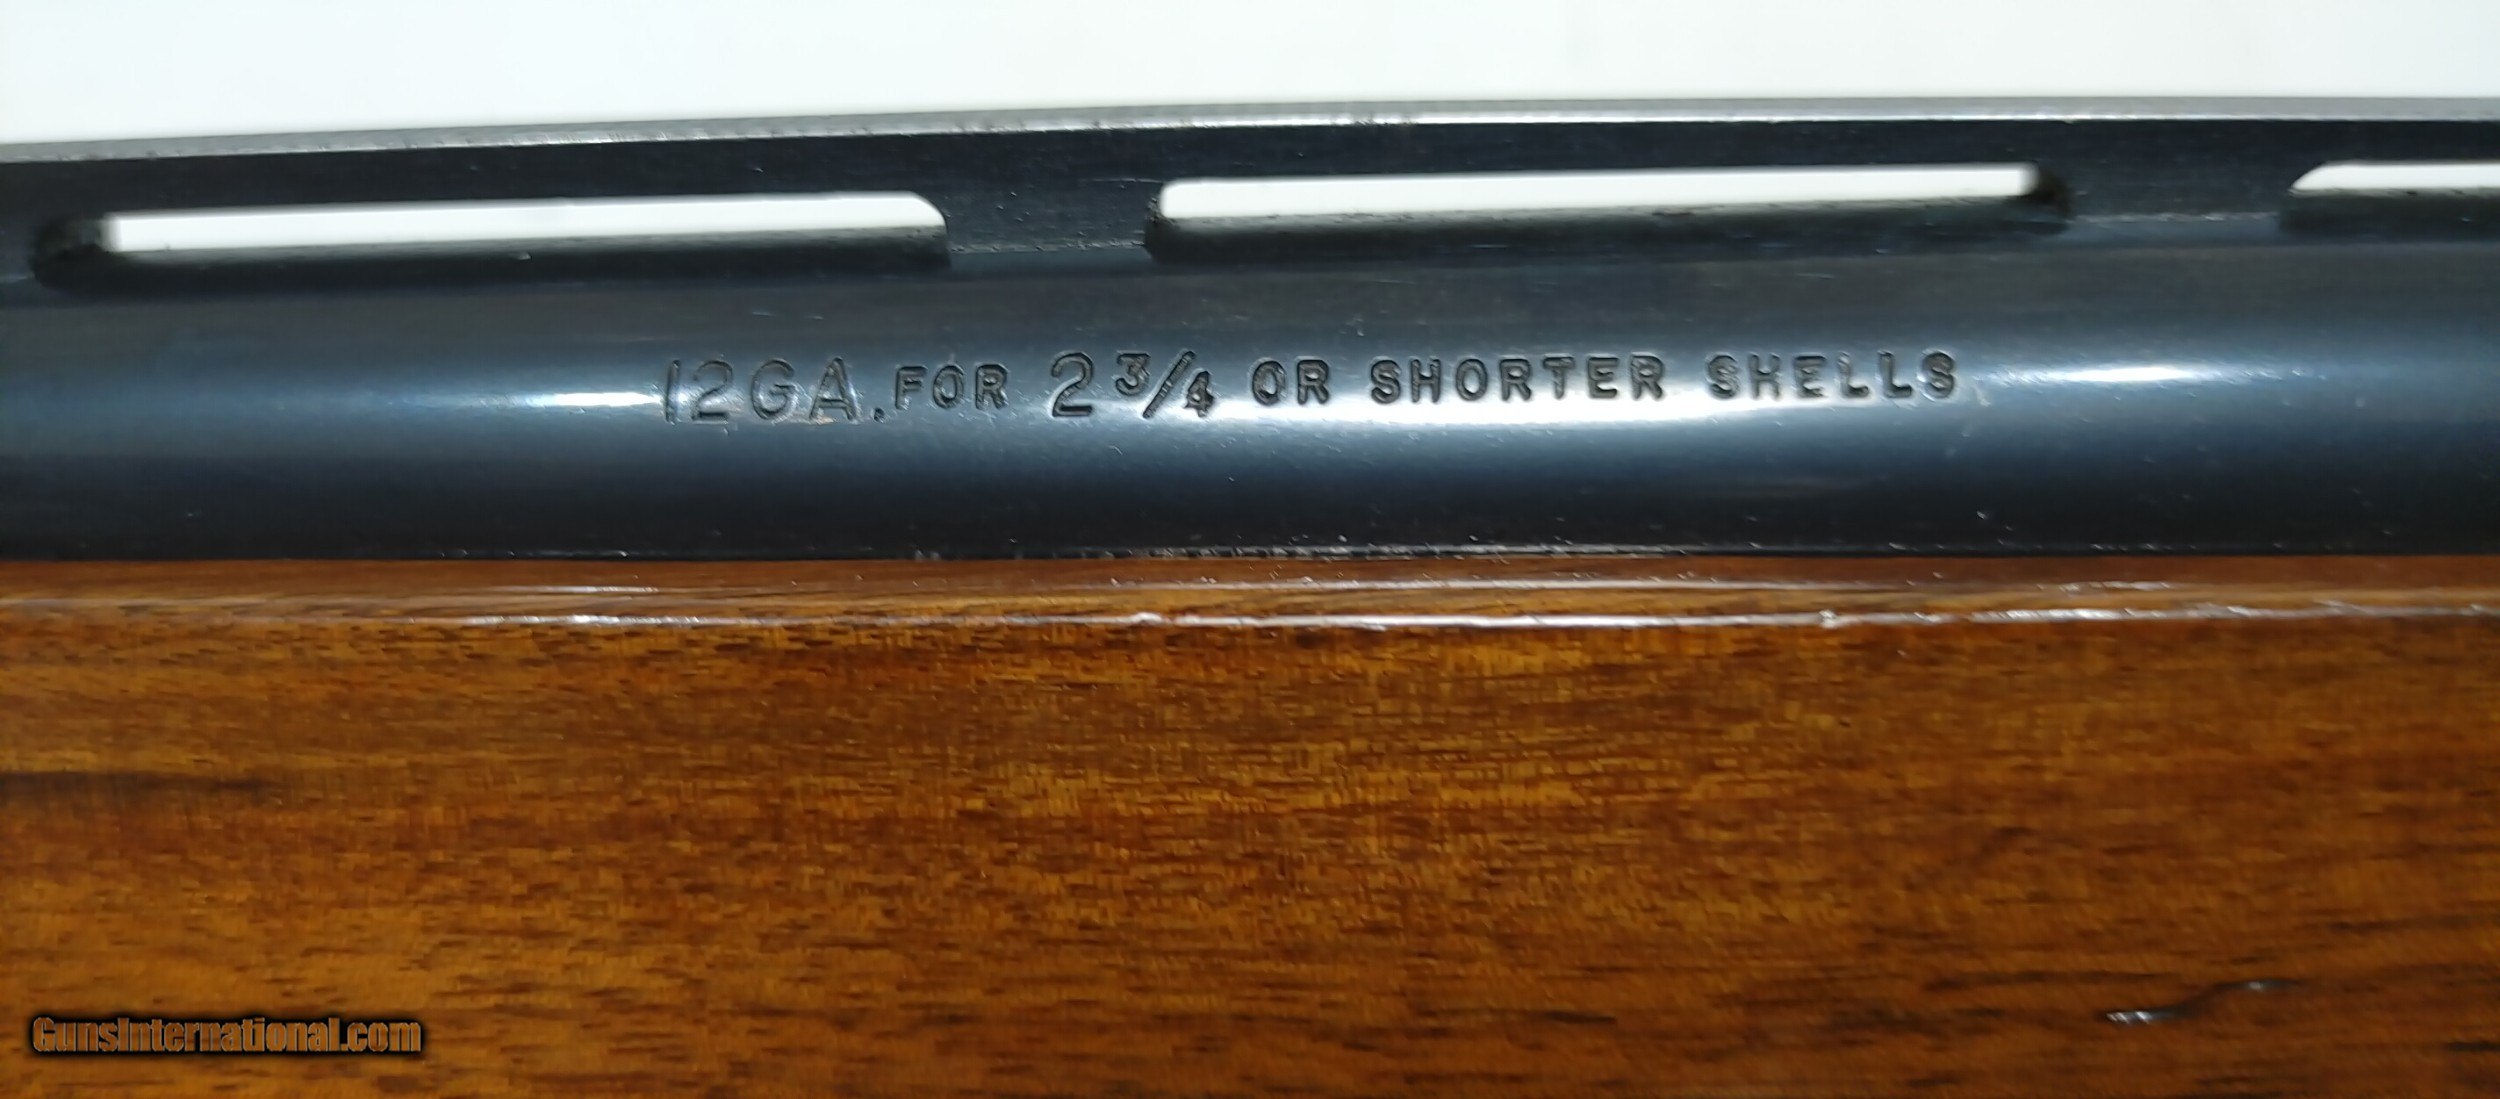 12GA. FOR 2 3/4 OR SHORTER SHELLS
GunsInternational.com